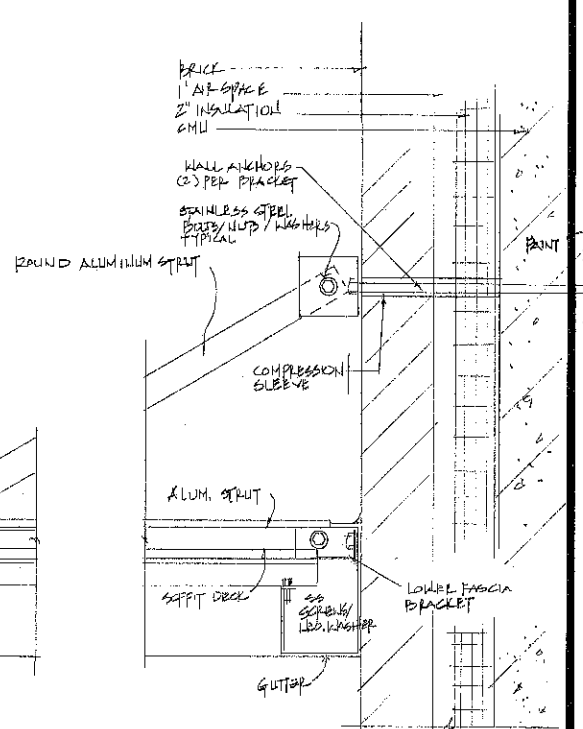 BRICK
1" AIR SPACE
2" INSULATION
CMU
WALL ANCHORS
(2) PER BRACKET
STAINLESS STEEL
BOLTS/NUTS/WASHERS
TYPICAL
ROUND ALUMINUM STRUT
PAINT
COMPRESSION
SLEEVE
ALUM. STRUT
SOFFIT DECK
SS
SCREWS/
NEO. WASHER
LOWER FASCIA
BRACKET
GUTTER